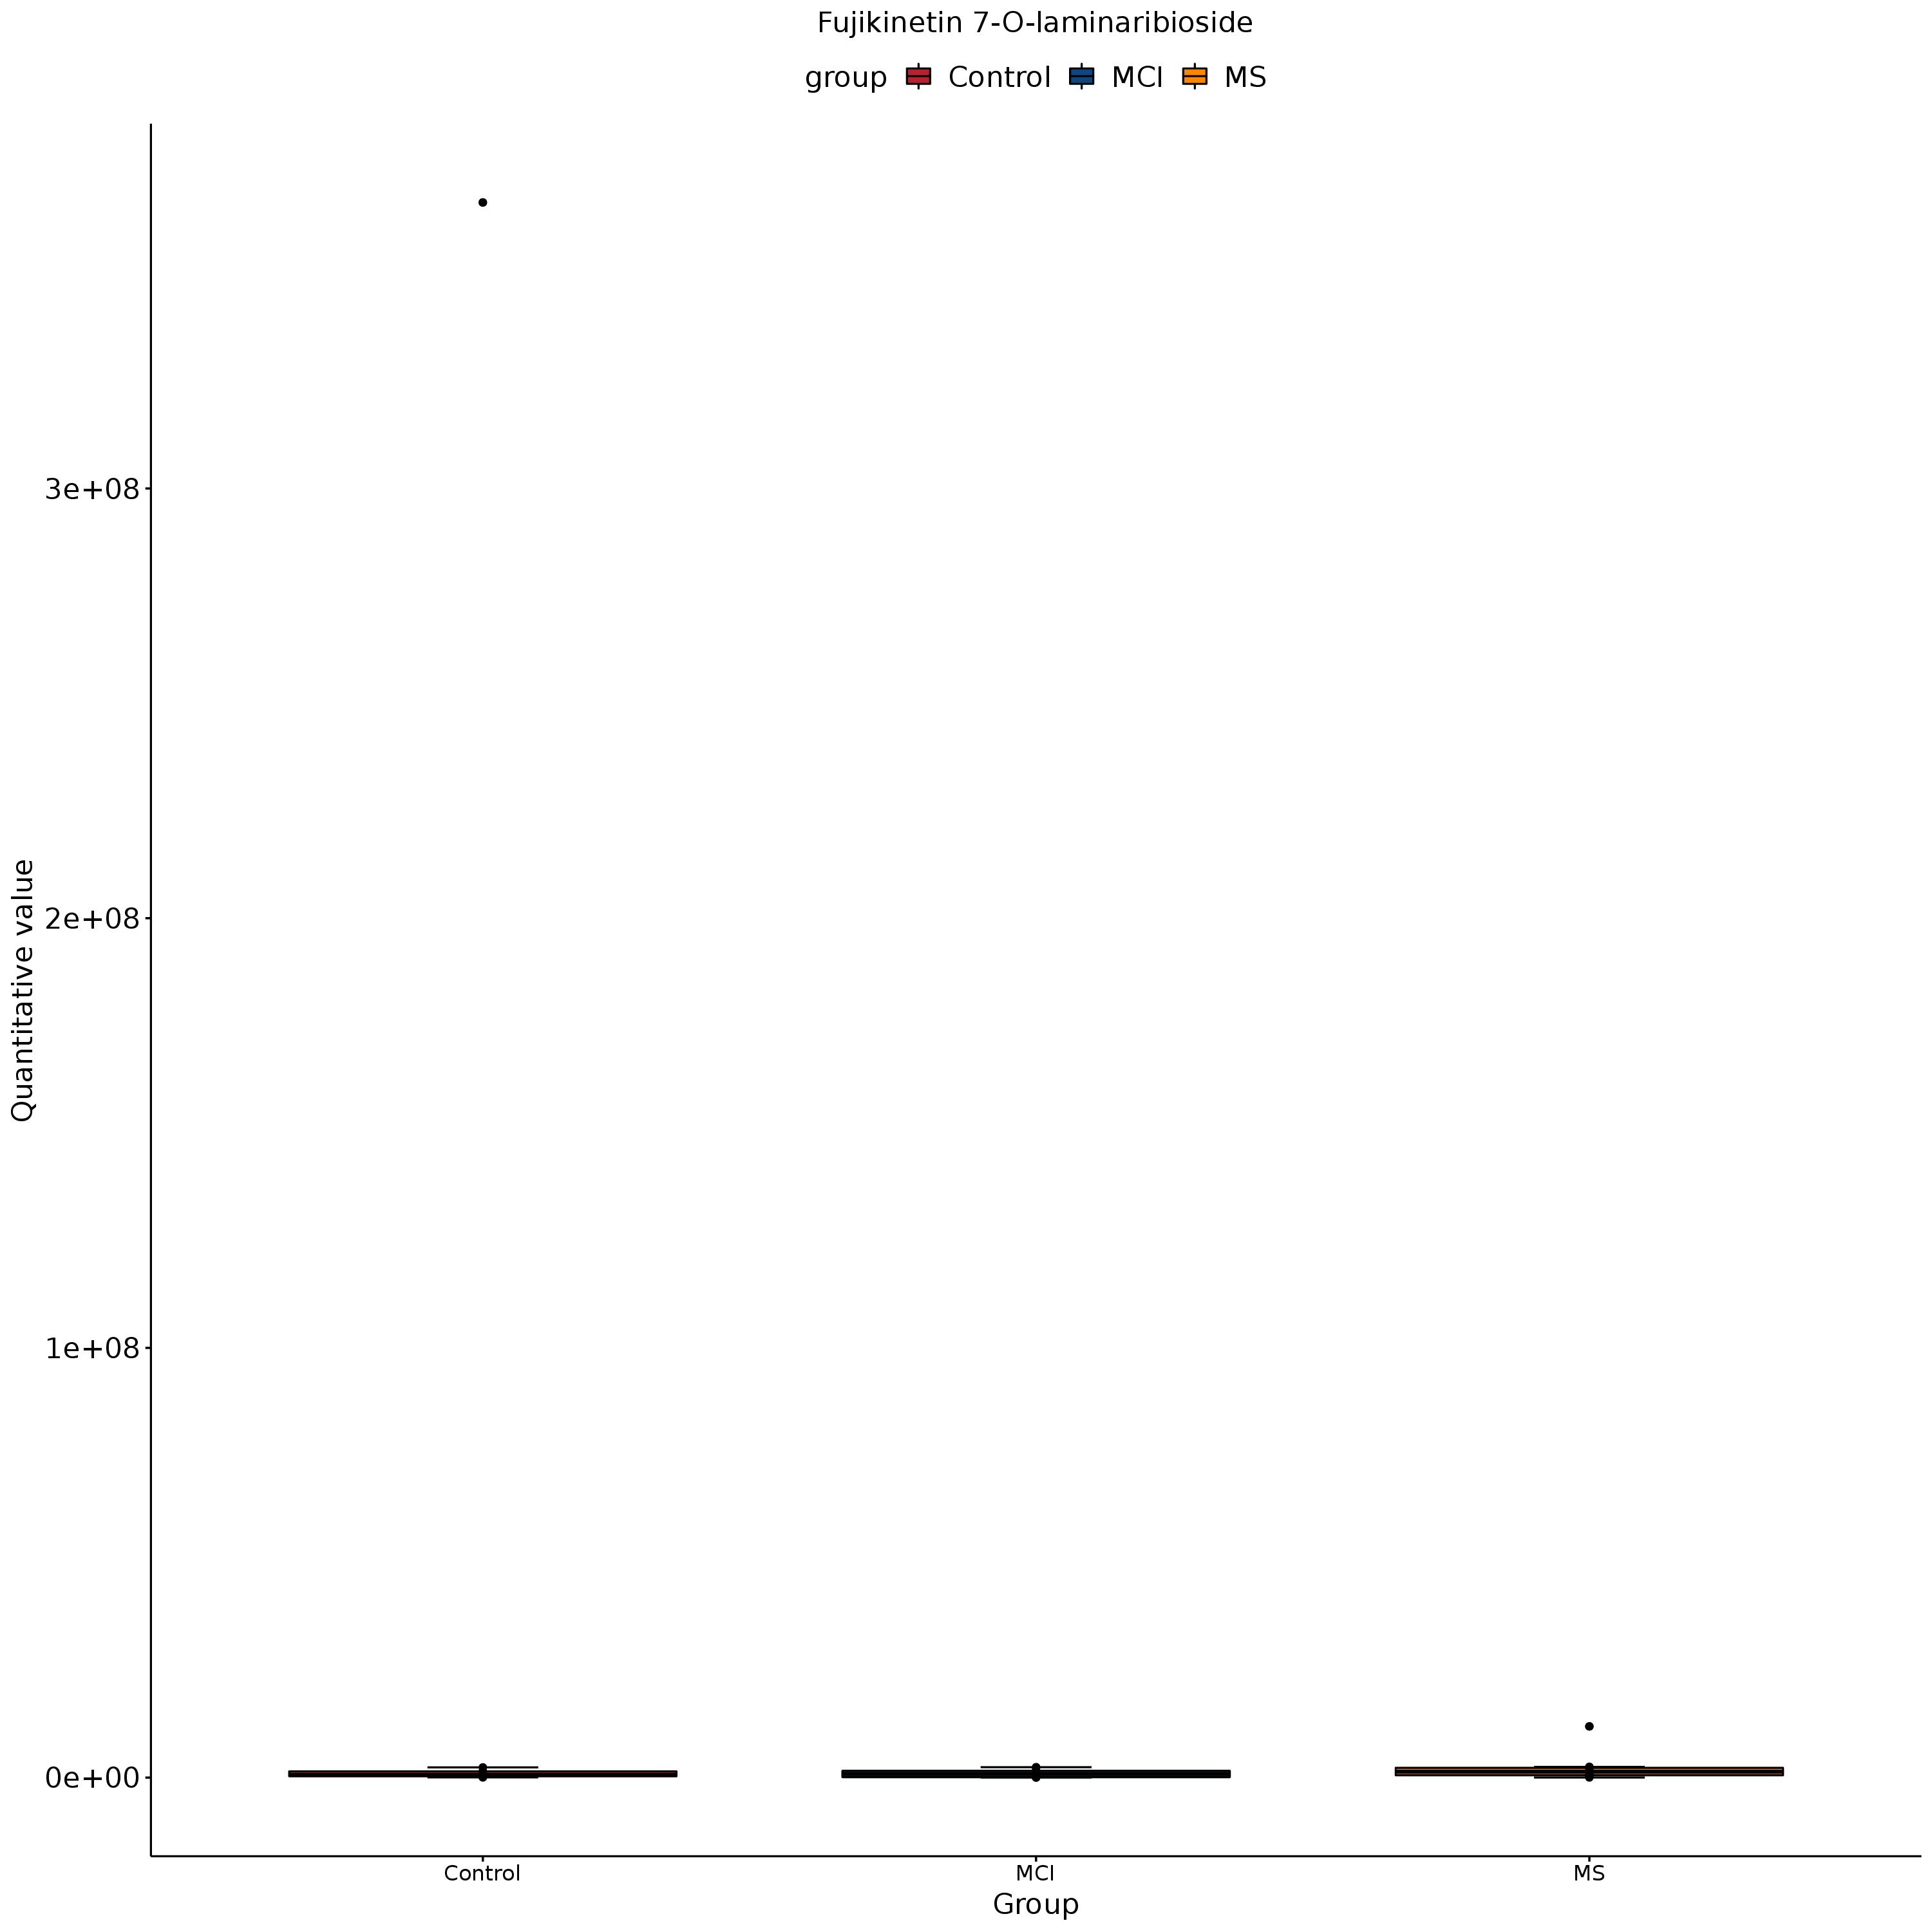 Fujikinetin 7-O-laminaribioside
group Control MCI MS
Quantitative value
3e+08
2e+08
1e+08
0e+00
Control MCI MS
Group